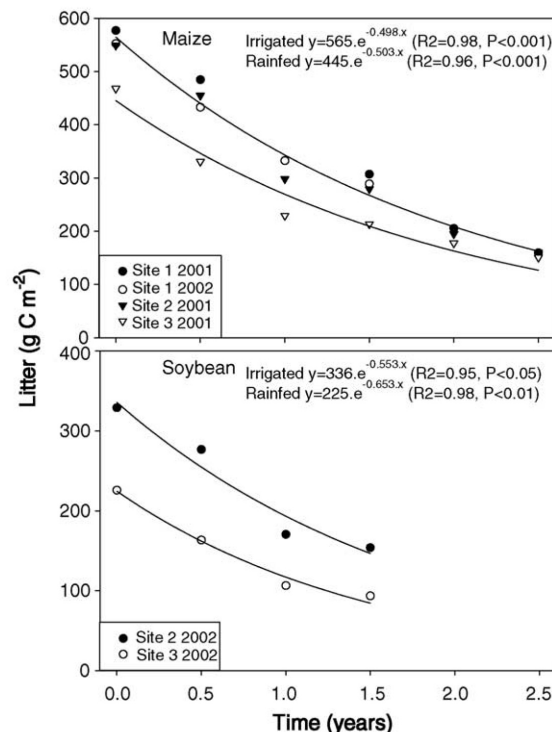 Maize
Irrigated y=565.e-0.498.x (R2=0.98, P<0.001)
Rainfed y=445.e-0.503.x (R2=0.96, P<0.001)
600
500
400
300
200
100
0
Site 1 2001
Site 1 2002
Site 2 2001
Site 3 2001
Litter (g C m-2)
Soybean
Irrigated y=336.e-0.553.x (R2=0.95, P<0.05)
Rainfed y=225.e-0.653.x (R2=0.98, P<0.01)
400
300
200
100
0
Site 2 2002
Site 3 2002
0.0 0.5 1.0 1.5 2.0 2.5
Time (years)